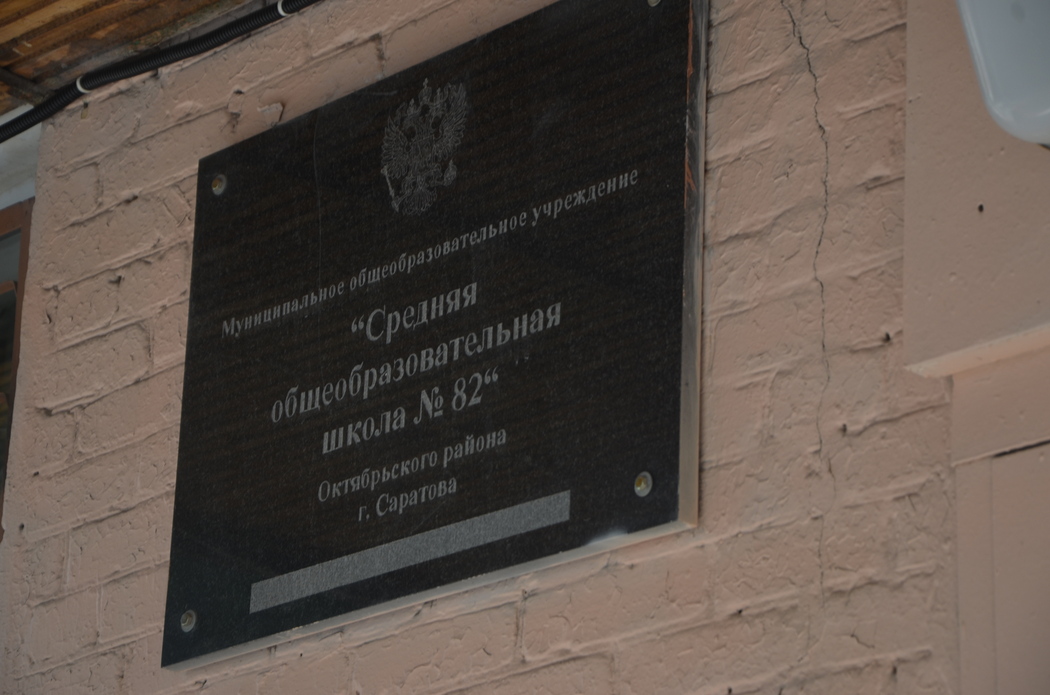 Муниципальное общеобразовательное учреждение
“Средняя
общеобразовательная
школа № 82“
Октябрьского района
г. Саратова